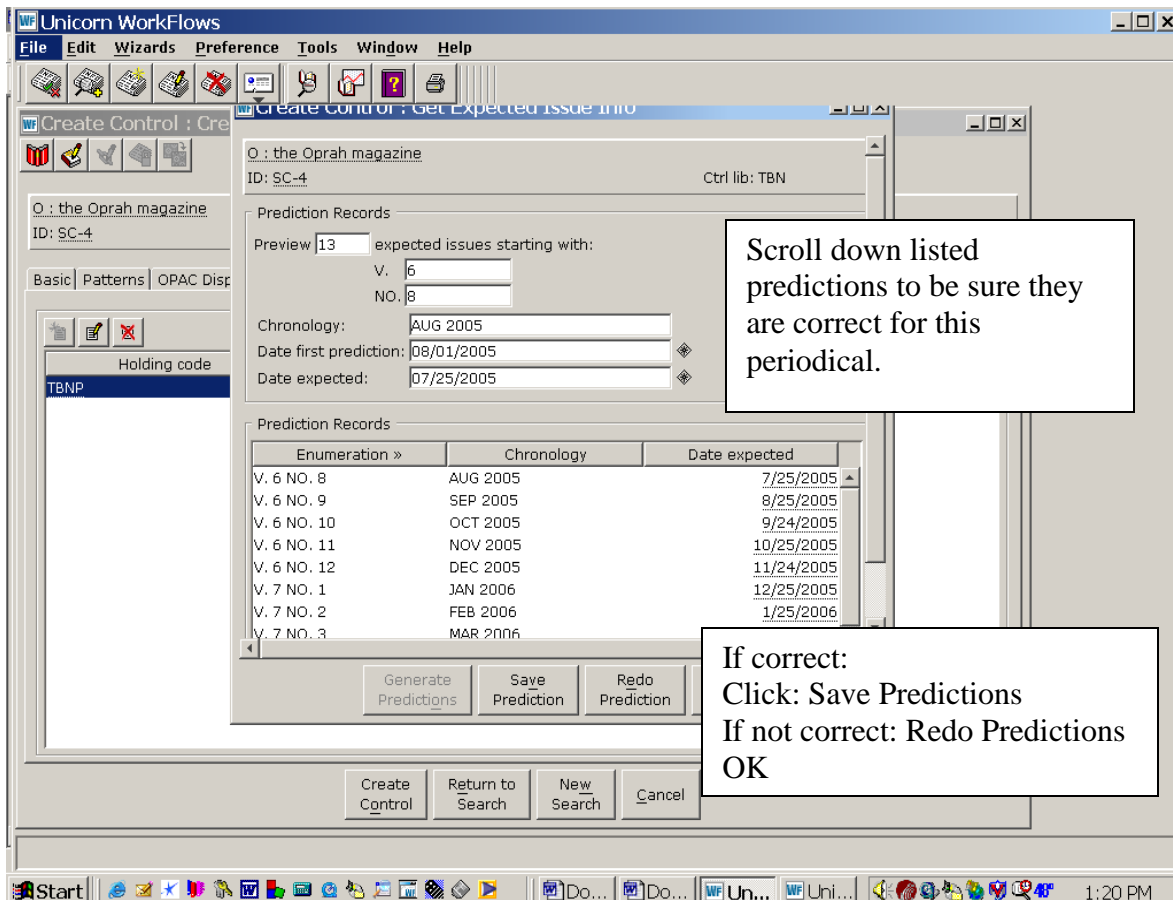 Unicorn WorkFlows
File Edit Wizards Preference Tools Window Help
Create Control : Cre
Create Control : Get Expected Issue Info
O : the Oprah magazine
ID: SC-4
Basic Patterns OPAC Disp
Holding code
TBNP
O : the Oprah magazine
ID: SC-4 Ctrl lib: TBN
Prediction Records
Preview 13 expected issues starting with:
V. 6
NO. 8
Chronology: AUG 2005
Date first prediction: 08/01/2005
Date expected: 07/25/2005
Prediction Records
Enumeration » Chronology Date expected
V. 6 NO. 8 AUG 2005 7/25/2005
V. 6 NO. 9 SEP 2005 8/25/2005
V. 6 NO. 10 OCT 2005 9/24/2005
V. 6 NO. 11 NOV 2005 10/25/2005
V. 6 NO. 12 DEC 2005 11/24/2005
V. 7 NO. 1 JAN 2006 12/25/2005
V. 7 NO. 2 FEB 2006 1/25/2006
V. 7 NO. 3 MAR 2006
Generate Predictions
Save Prediction
Redo Prediction
Scroll down listed
predictions to be sure they
are correct for this
periodical.
If correct:
Click: Save Predictions
If not correct: Redo Predictions
OK
Create Control
Return to Search
New Search
Cancel
Start Do... Do... Un... Uni... 48° 1:20 PM